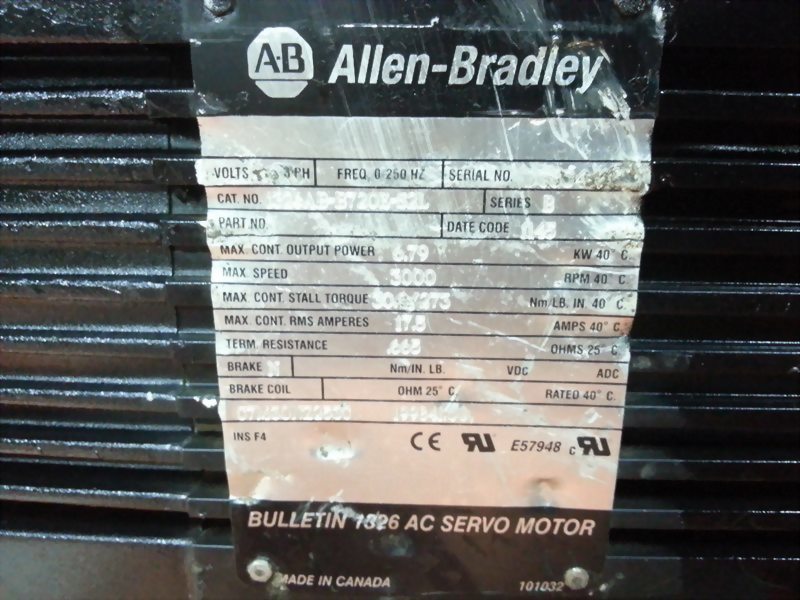 A·B Allen-Bradley
VOLTS 3 PH FREQ. 0-250 HZ SERIAL NO.
CAT. NO. SERIES B
PART NO. DATE CODE
MAX. CONT. OUTPUT POWER 6.79 KW 40° C.
MAX. SPEED 3000 RPM 40° C.
MAX. CONT. STALL TORQUE Nm/LB. IN. 40° C.
MAX. CONT. RMS AMPERES 17.5 AMPS 40° C.
TERM. RESISTANCE OHMS 25° C.
BRAKE N Nm/IN. LB. VDC ADC
BRAKE COIL OHM 25° C. RATED 40° C.
INS F4 CE RU E57948 c RU
BULLETIN 1326 AC SERVO MOTOR
MADE IN CANADA 101032